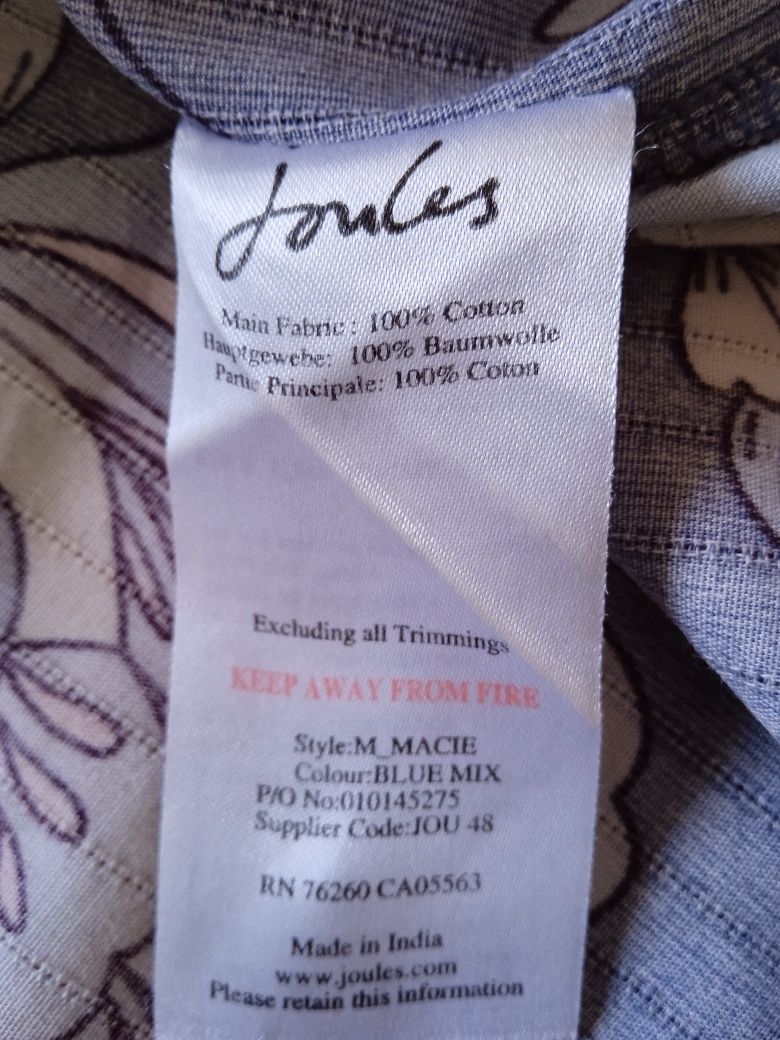 Joules
Main Fabric : 100% Cotton
Hauptgewebe: 100% Baumwolle
Partie Principale: 100% Coton
Excluding all Trimmings
KEEP AWAY FROM FIRE
Style:M_MACIE
Colour:BLUE MIX
P/O No:010145275
Supplier Code:JOU 48
RN 76260 CA05563
Made in India
www.joules.com
Please retain this information